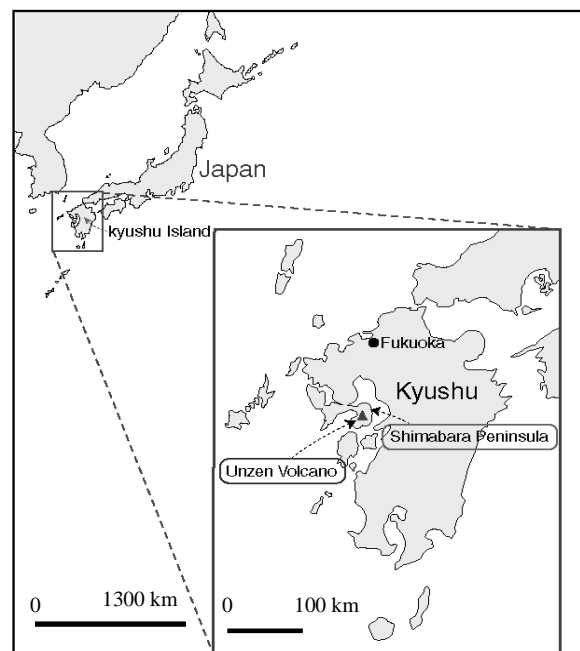 Japan
kyushu Island
Fukuoka
Kyushu
Shimabara Peninsula
Unzen Volcano
0 1300 km
0 100 km